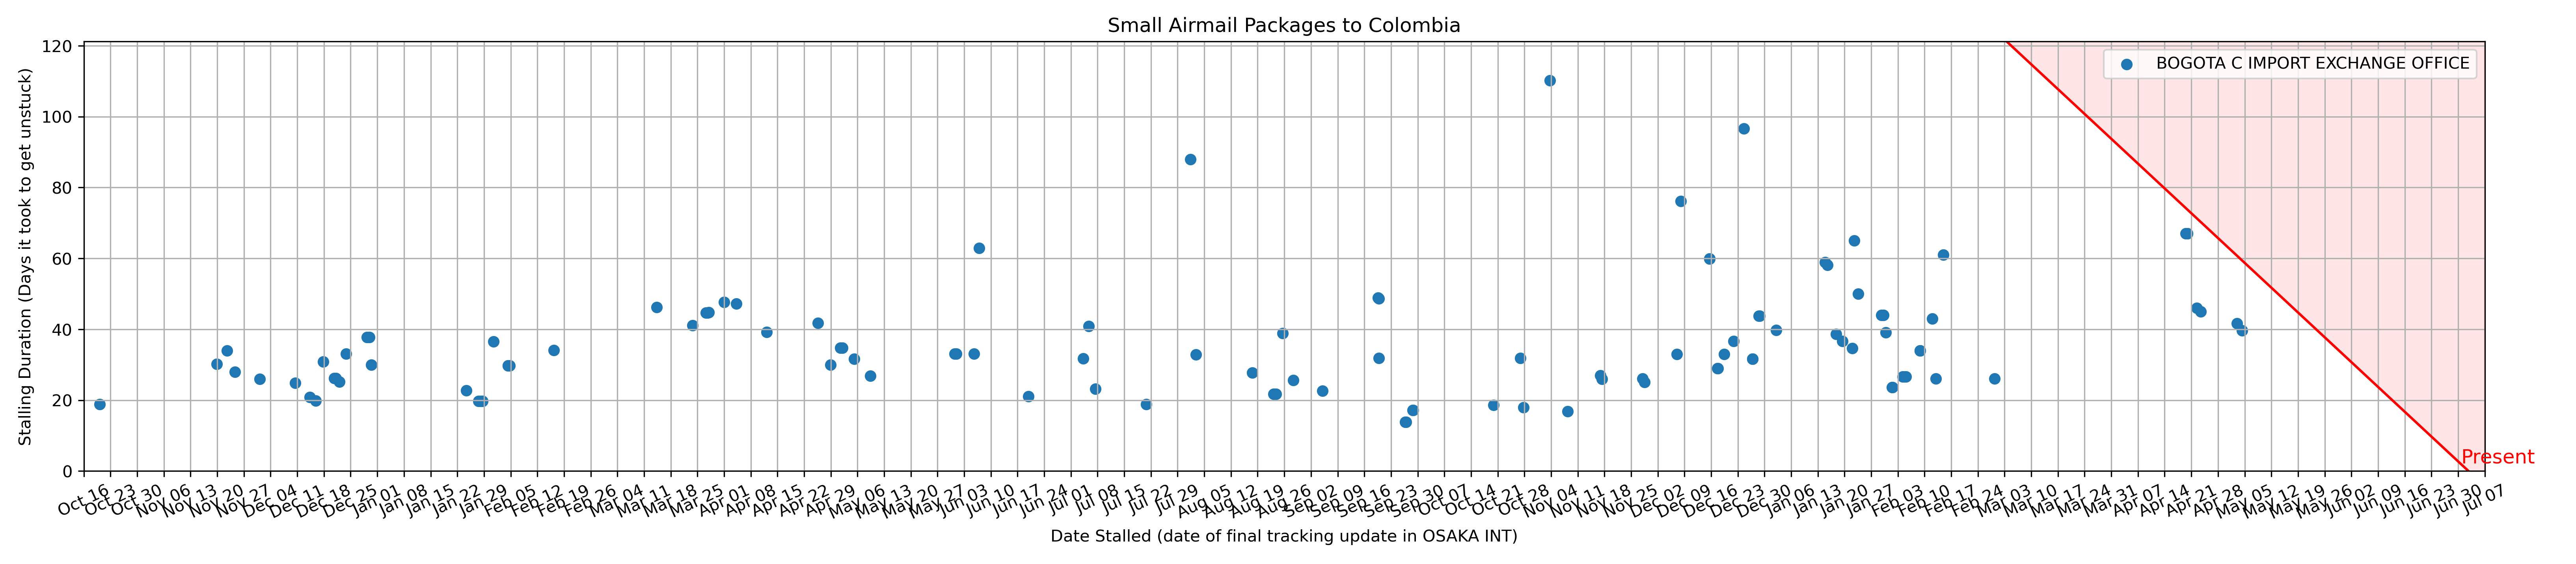 Small Airmail Packages to Colombia
BOGOTA C IMPORT EXCHANGE OFFICE
Stalling Duration (Days it took to get unstuck)
120
100
80
60
40
20
0
Present
Oct 16 Oct 23 Oct 30 Nov 06 Nov 13 Nov 20 Nov 27 Dec 04 Dec 11 Dec 18 Dec 25 Jan 01 Jan 08 Jan 15 Jan 22 Jan 29 Feb 05 Feb 12 Feb 19 Feb 26 Mar 04 Mar 11 Mar 18 Mar 25 Apr 01 Apr 08 Apr 15 Apr 22 Apr 29 May 06 May 13 May 20 May 27 Jun 03 Jun 10 Jun 17 Jun 24 Jul 01 Jul 08 Jul 15 Jul 22 Jul 29 Aug 05 Aug 12 Aug 19 Aug 26 Sep 02 Sep 09 Sep 16 Sep 23 Sep 30 Oct 07 Oct 14 Oct 21 Oct 28 Nov 04 Nov 11 Nov 18 Nov 25 Dec 02 Dec 09 Dec 16 Dec 23 Dec 30 Jan 06 Jan 13 Jan 20 Jan 27 Feb 03 Feb 10 Feb 17 Feb 24 Mar 03 Mar 10 Mar 17 Mar 24 Mar 31 Apr 07 Apr 14 Apr 21 Apr 28 May 05 May 12 May 19 May 26 Jun 02 Jun 09 Jun 16 Jun 23 Jun 30 Jul 07
Date Stalled (date of final tracking update in OSAKA INT)